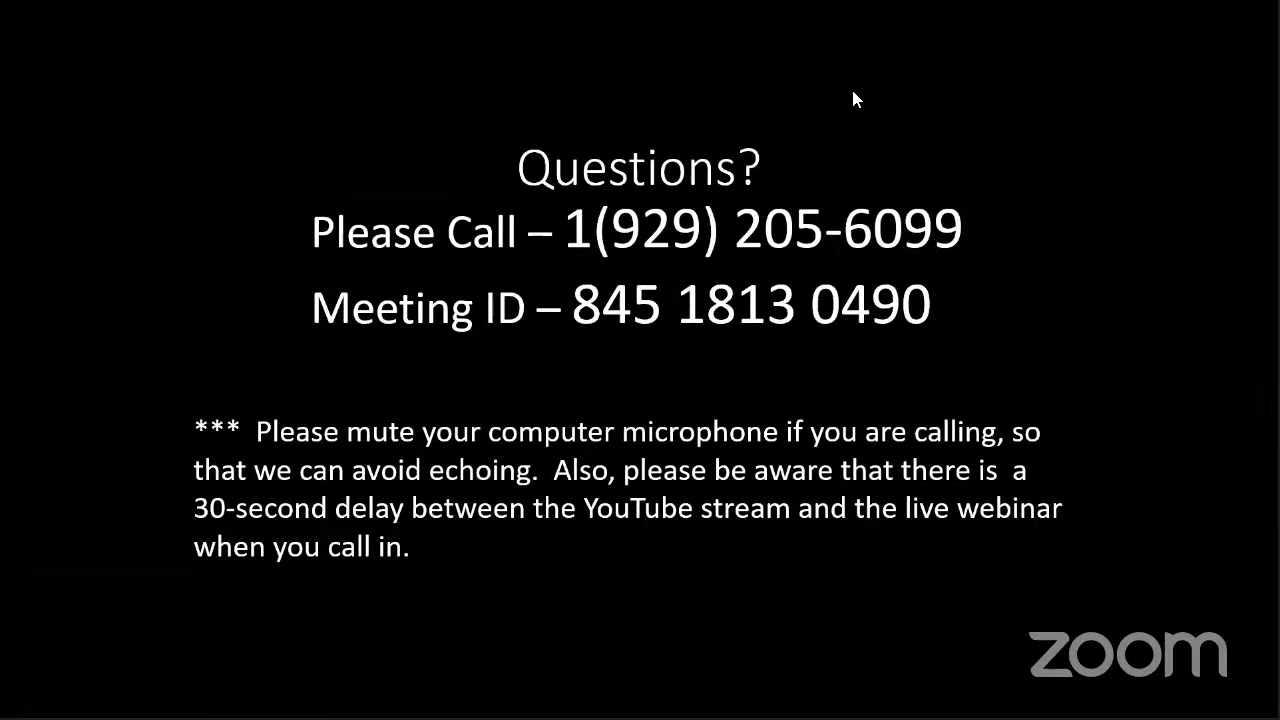 Questions?
Please Call – 1(929) 205-6099
Meeting ID – 845 1813 0490
*** Please mute your computer microphone if you are calling, so
that we can avoid echoing. Also, please be aware that there is a
30-second delay between the YouTube stream and the live webinar
when you call in.
zoom